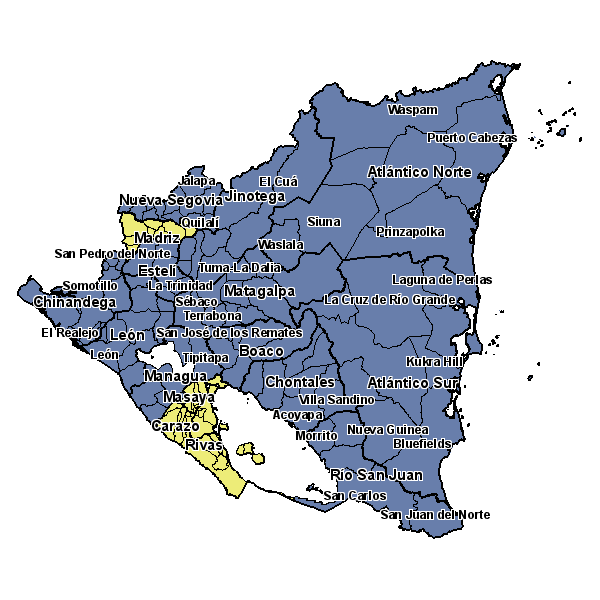 Waspam
Puerto Cabezas
Atlántico Norte
Jalapa
El Cuá
Nueva Segovia
Jinotega
Quilalí
Siuna
Prinzapolka
Madriz
Waslala
San Pedro del Norte
Estelí
Tuma-La Dalia
Laguna de Perlas
Somotillo
La Trinidad
Matagalpa
Chinandega
Sébaco
La Cruz de Río Grande
Terrabona
El Realejo
León
San José de los Remates
León
Tipitapa
Boaco
Kukra Hill
Managua
Chontales
Atlántico Sur
Masaya
Villa Sandino
Acoyapa
Carazo
Nueva Guinea
Morrito
Rivas
Bluefields
Río San Juan
San Carlos
San Juan del Norte